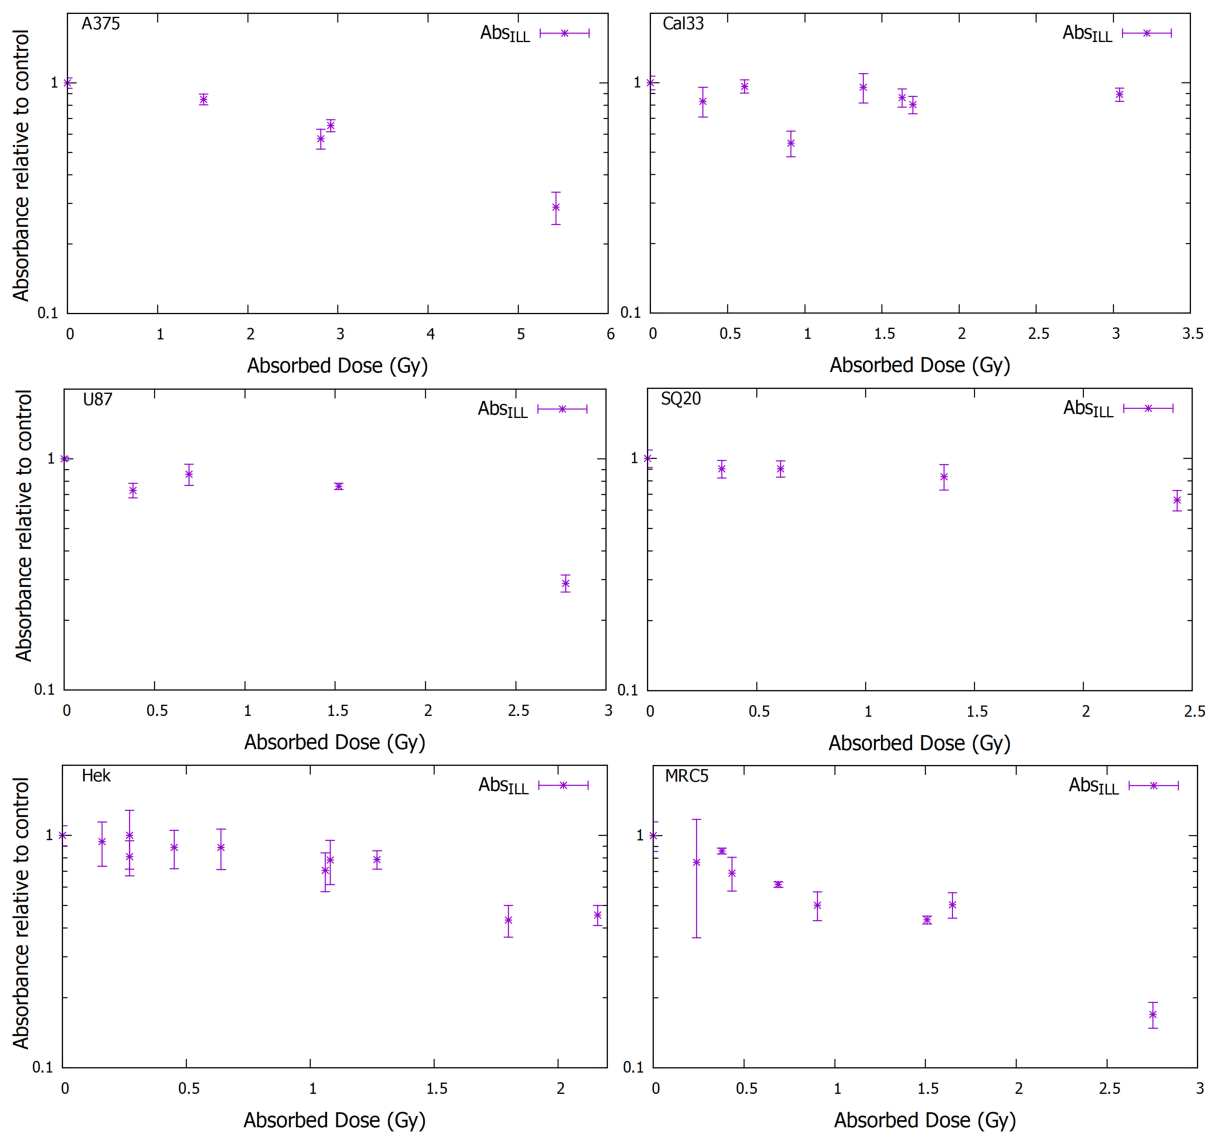 A375
Abs_ILL
Absorbance relative to control
1
0.1
0 1 2 3 4 5 6
Absorbed Dose (Gy)
Cal33
Abs_ILL
1
0.1
0 0.5 1 1.5 2 2.5 3 3.5
Absorbed Dose (Gy)
U87
Abs_ILL
Absorbance relative to control
1
0.1
0 0.5 1 1.5 2 2.5 3
Absorbed Dose (Gy)
SQ20
Abs_ILL
1
0.1
0 0.5 1 1.5 2 2.5
Absorbed Dose (Gy)
Hek
Abs_ILL
Absorbance relative to control
1
0.1
0 0.5 1 1.5 2
Absorbed Dose (Gy)
MRC5
Abs_ILL
1
0.1
0 0.5 1 1.5 2 2.5 3
Absorbed Dose (Gy)